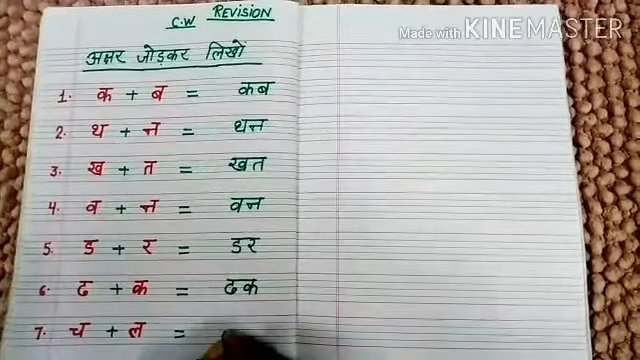 Made with KINEMASTER
C.W REVISION
अक्षर जोड़कर लिखों
1. क + ब = कब
2. थ + न = थन
3. ख + त = खत
4. व + न = वन
5. ड + र = डर
6. ढ + क = ढक
7. च + ल =